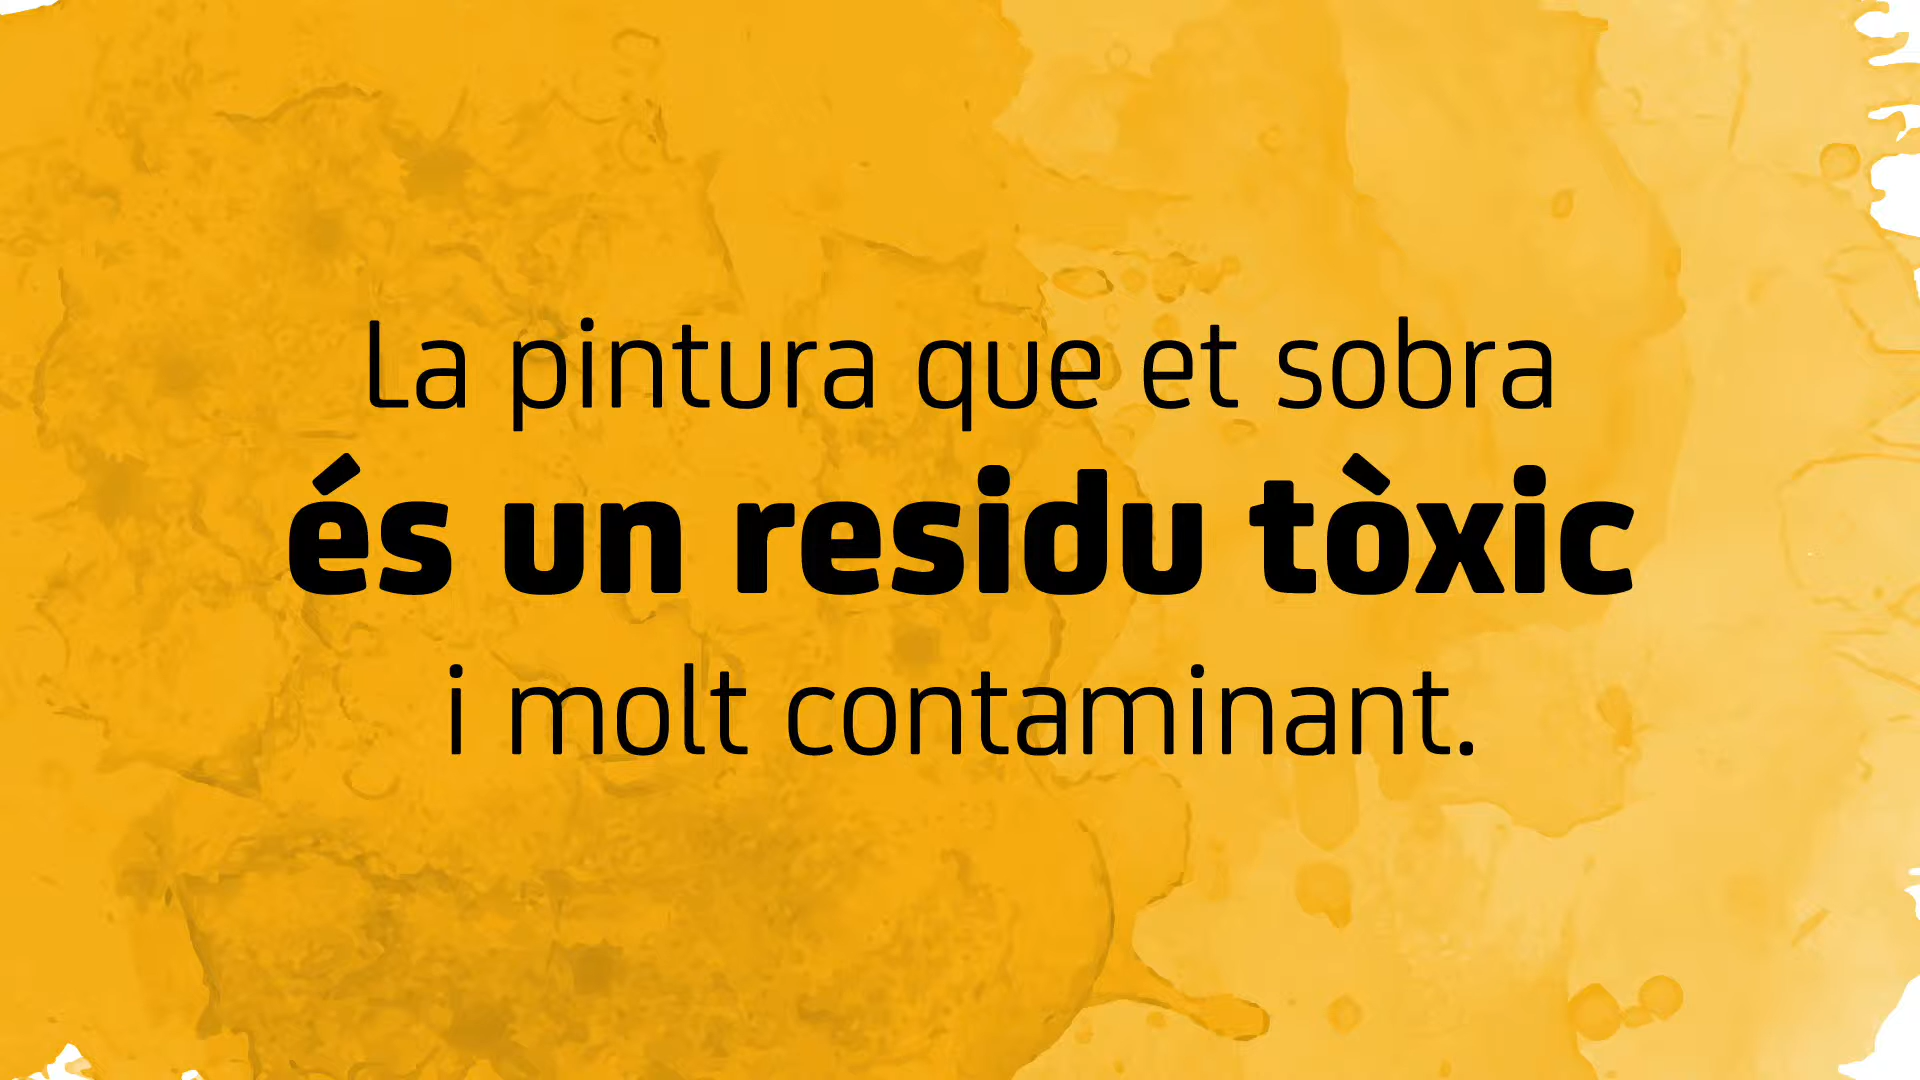 La pintura que et sobra
és un residu tòxic
i molt contaminant.